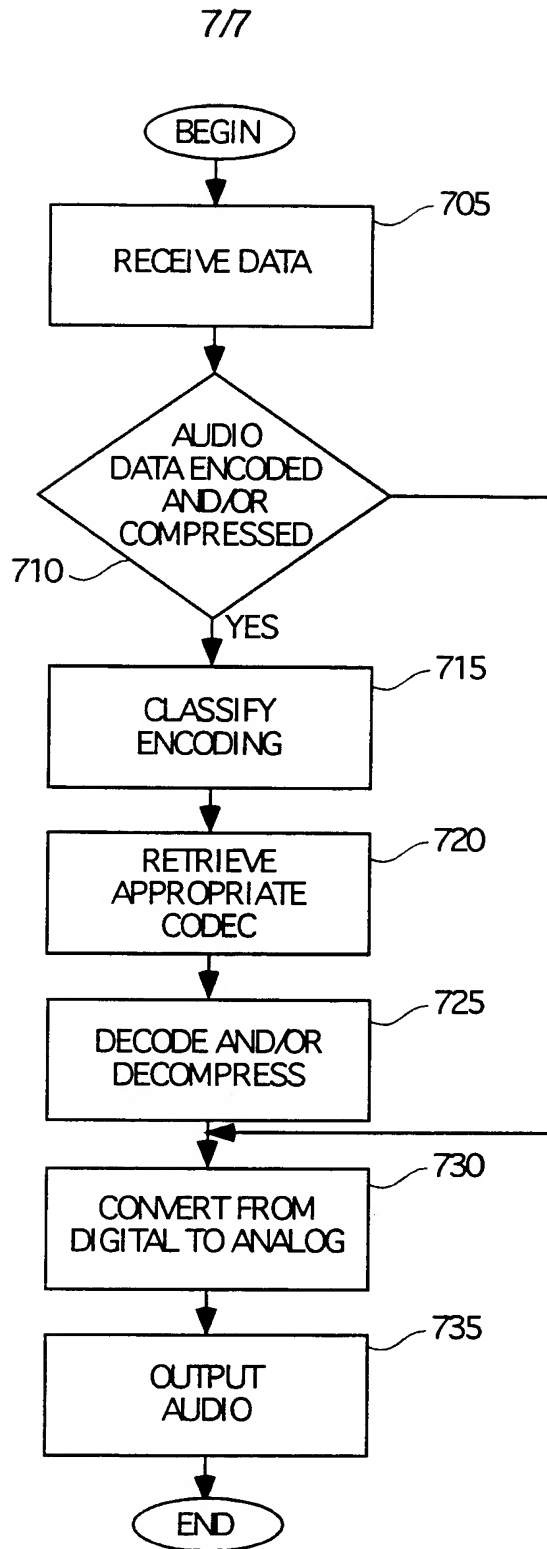 7/7
BEGIN
705
RECEIVE DATA
AUDIO
DATA ENCODED
AND/OR
COMPRESSED
710
YES
715
CLASSIFY
ENCODING
720
RETRIEVE
APPROPRIATE
CODEC
725
DECODE AND/OR
DECOMPRESS
730
CONVERT FROM
DIGITAL TO ANALOG
735
OUTPUT
AUDIO
END